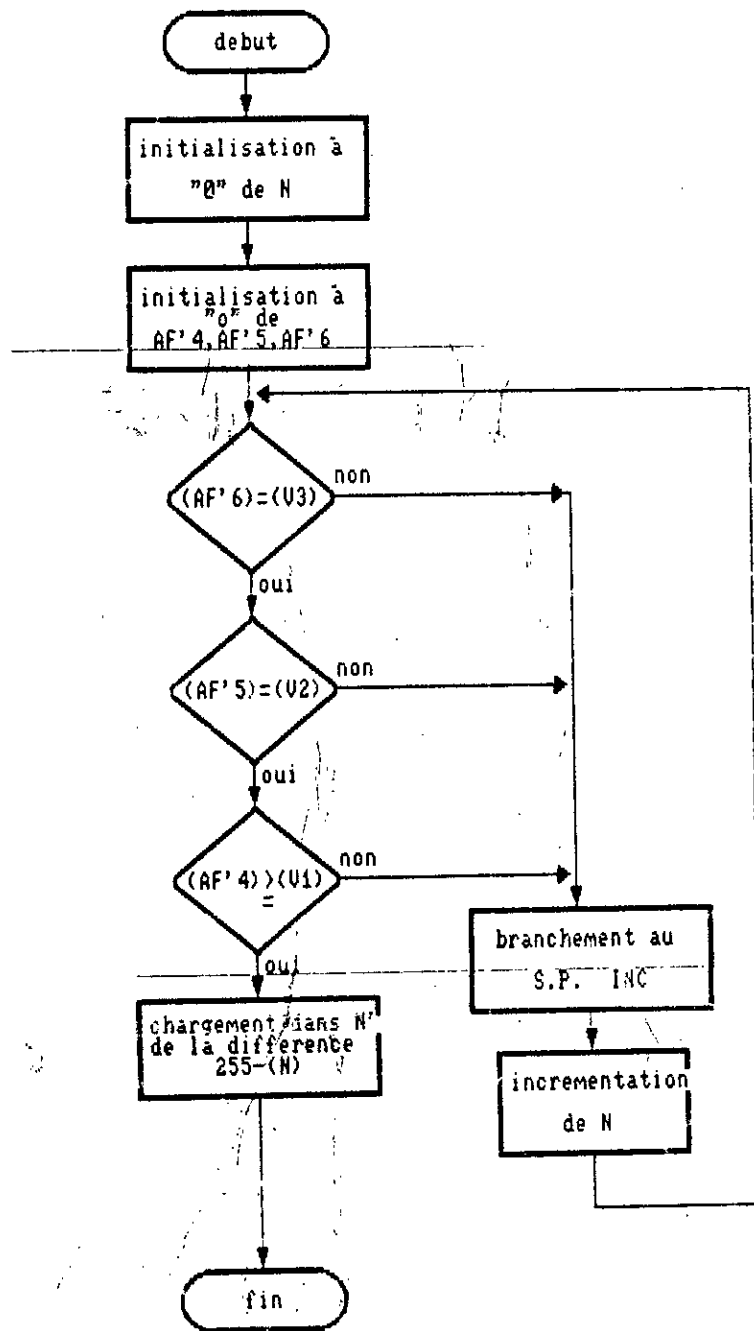 debut
initialisation à
"0" de N
initialisation à
"o" de
AF'4,AF'5,AF'6
(AF'6)=(V3)
non
oui
(AF'5)=(V2)
non
oui
(AF'4)>=(V1)
non
oui
branchement au
S.P. INC
chargement dans N'
de la difference
255-(N)
incrementation
de N
fin